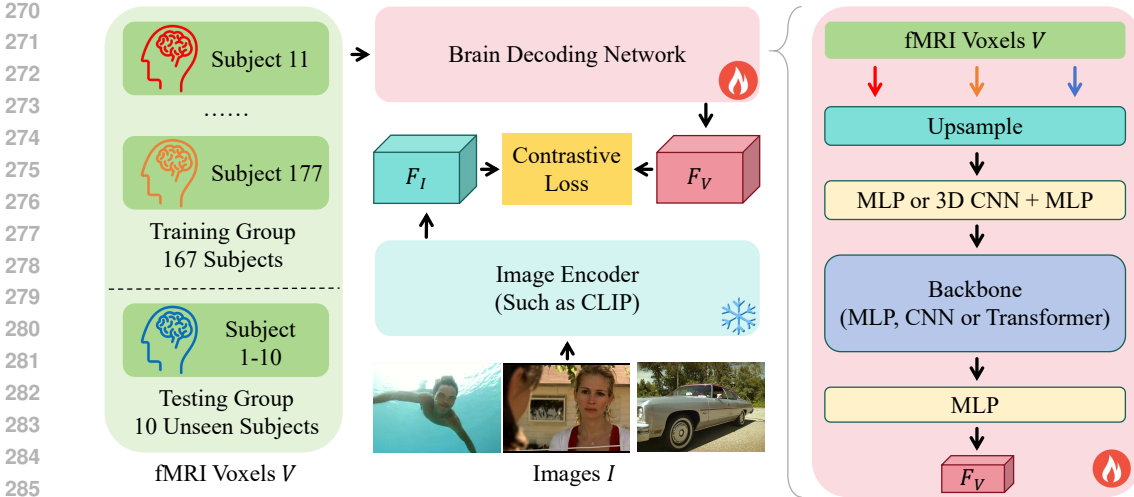 270
271
272
273
274
275
276
277
278
279
280
281
282
283
284
285
Subject 11
......
Subject 177
Training Group
167 Subjects
Subject
1-10
Testing Group
10 Unseen Subjects
fMRI Voxels V
Brain Decoding Network
F_I
Contrastive
Loss
F_V
Image Encoder
(Such as CLIP)
Images I
fMRI Voxels V
Upsample
MLP or 3D CNN + MLP
Backbone
(MLP, CNN or Transformer)
MLP
F_V